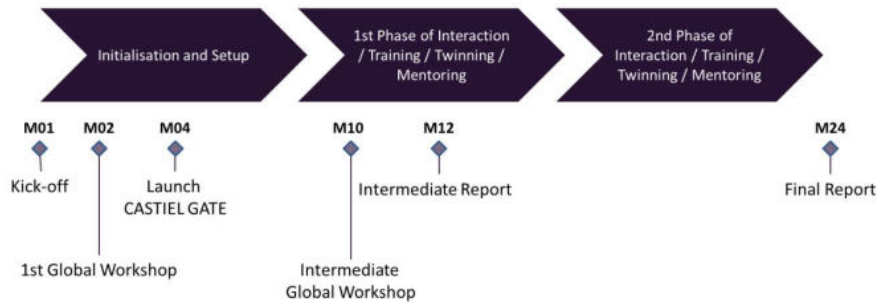 Initialisation and Setup
1st Phase of Interaction
/ Training / Twinning /
Mentoring
2nd Phase of
Interaction / Training /
Twinning / Mentoring
M01
M02
M04
M10
M12
M24
Kick-off
Launch
CASTIEL GATE
Intermediate Report
Final Report
1st Global Workshop
Intermediate
Global Workshop